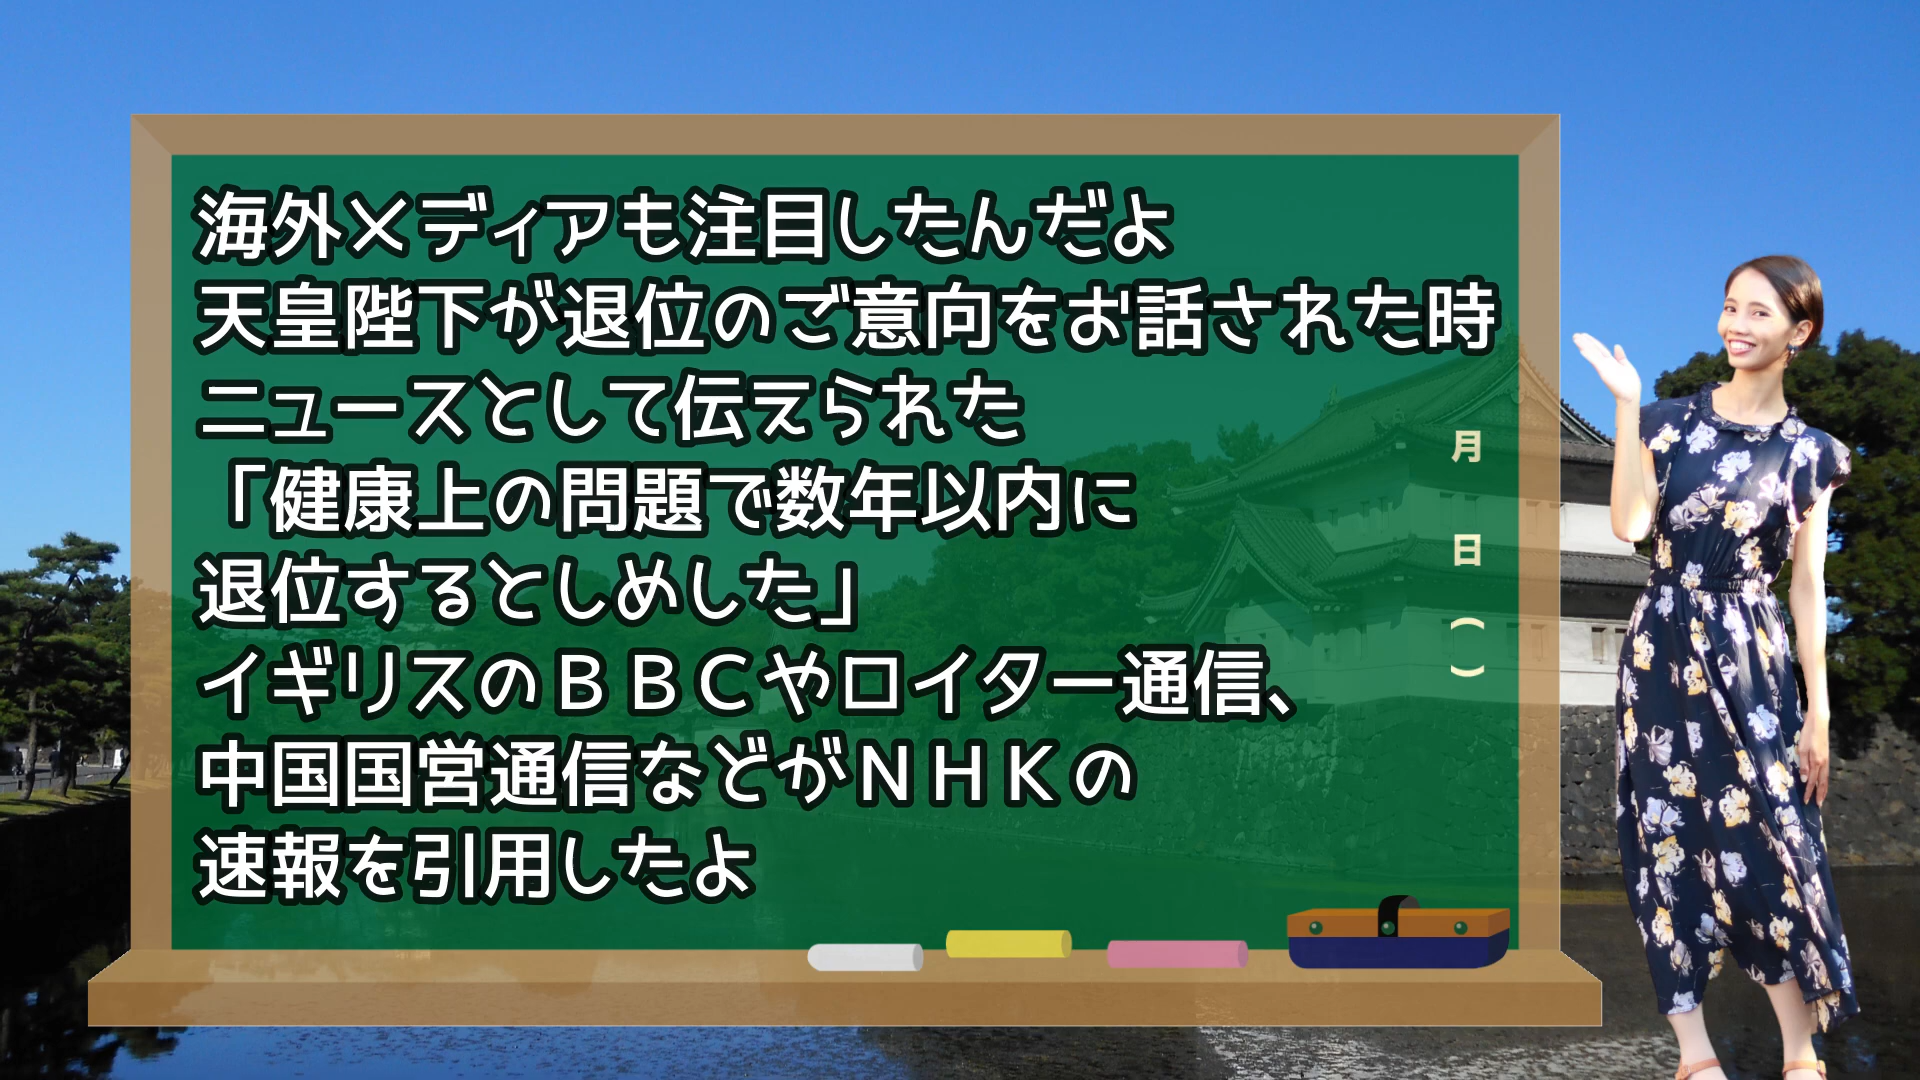 海外メディアも注目したんだよ
天皇陛下が退位のご意向をお話された時
ニュースとして伝えられた
「健康上の問題で数年以内に
退位するとしめした」
イギリスのＢＢＣやロイター通信、
中国国営通信などがＮＨＫの
速報を引用したよ
月
日
（
）